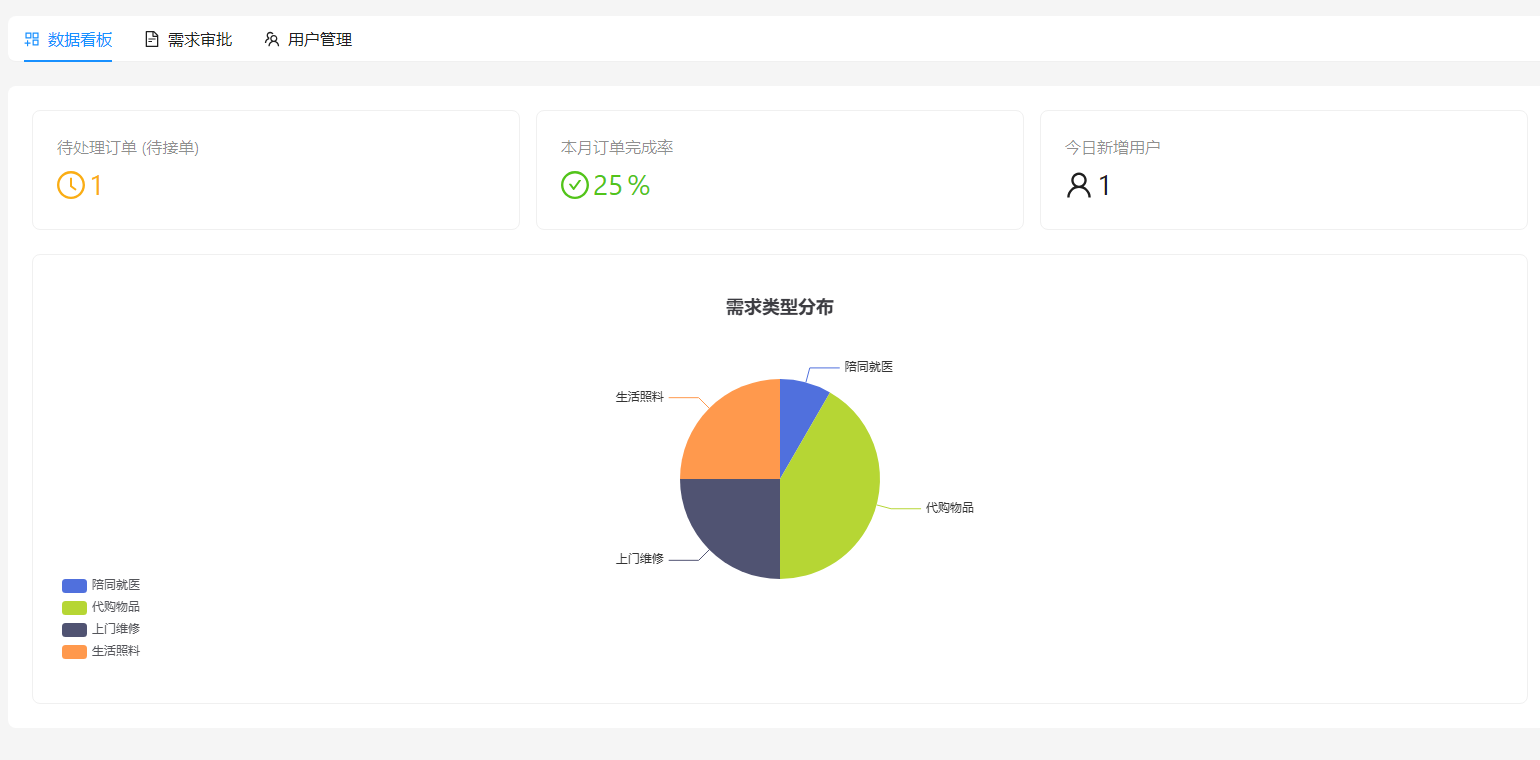 数据看板 需求审批 用户管理
待处理订单 (待接单) 本月订单完成率 今日新增用户
1 25 % 1
需求类型分布
陪同就医
生活照料
代购物品
上门维修
陪同就医
代购物品
上门维修
生活照料